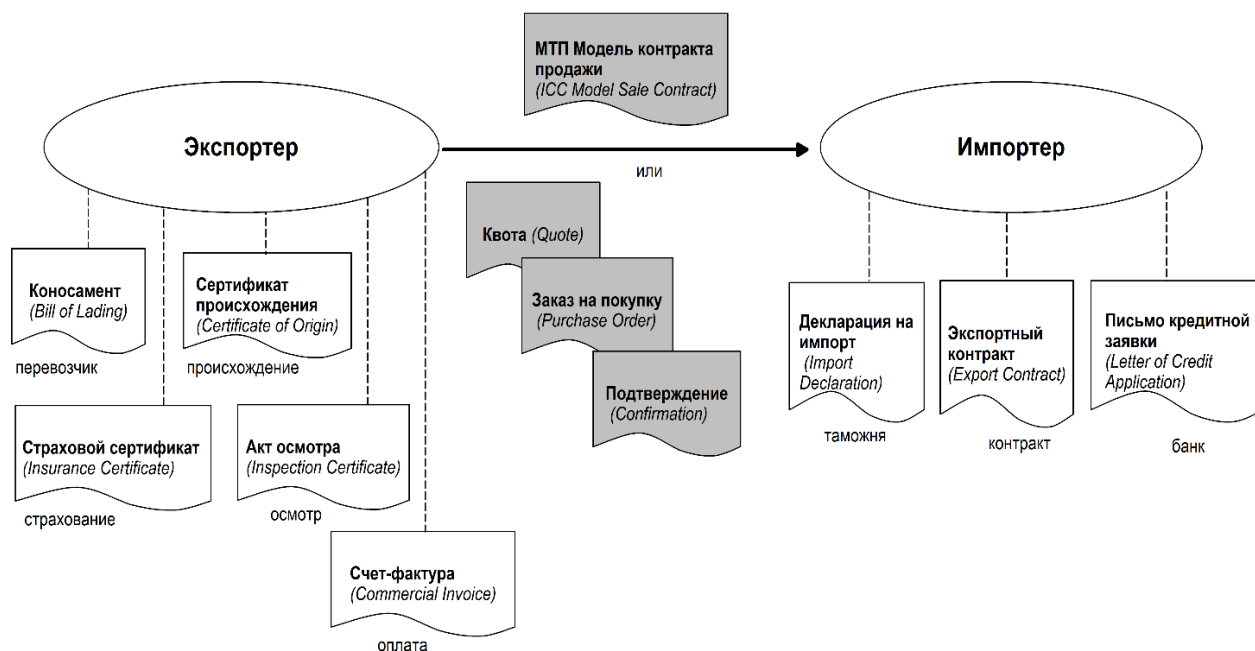 МТП Модель контракта
продажи
(ICC Model Sale Contract)
Экспортер
Импортер
или
Квота (Quote)
Заказ на покупку
(Purchase Order)
Подтверждение
(Confirmation)
Коносамент
(Bill of Lading)
перевозчик
Сертификат
происхождения
(Certificate of Origin)
происхождение
Страховой сертификат
(Insurance Certificate)
страхование
Акт осмотра
(Inspection Certificate)
осмотр
Счет-фактура
(Commercial Invoice)
оплата
Декларация на
импорт
(Import
Declaration)
таможня
Экспортный
контракт
(Export Contract)
контракт
Письмо кредитной
заявки
(Letter of Credit
Application)
банк